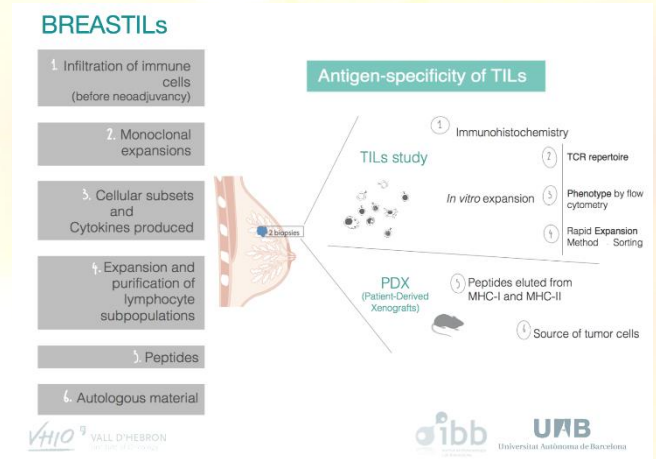 BREASTILs
1. Infiltration of immune
cells
(before neoadjuvancy)
2. Monoclonal
expansions
3. Cellular subsets
and
Cytokines produced
4. Expansion and
purification of
lymphocyte
subpopulations
5. Peptides
6. Autologous material
2 biopsies
Antigen-specificity of TILs
TILs study
1 Immunohistochemistry
In vitro expansion
2 TCR repertoire
3 Phenotype by flow
cytometry
4 Rapid Expansion
Method Sorting
PDX
(Patient-Derived
Xenografts)
5 Peptides eluted from
MHC-I and MHC-II
6 Source of tumor cells
VHIO
VALL D'HEBRON
ibb
UAB
Universitat Autònoma de Barcelona